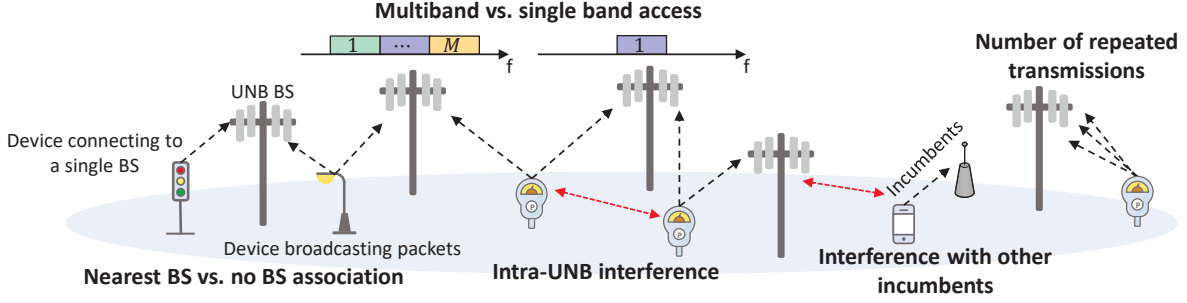 Multiband vs. single band access
1 ... M
f
1
f
Number of repeated
transmissions
UNB BS
Device connecting to
a single BS
Incumbents
P
P
P
Device broadcasting packets
Nearest BS vs. no BS association
Intra-UNB interference
Interference with other
incumbents